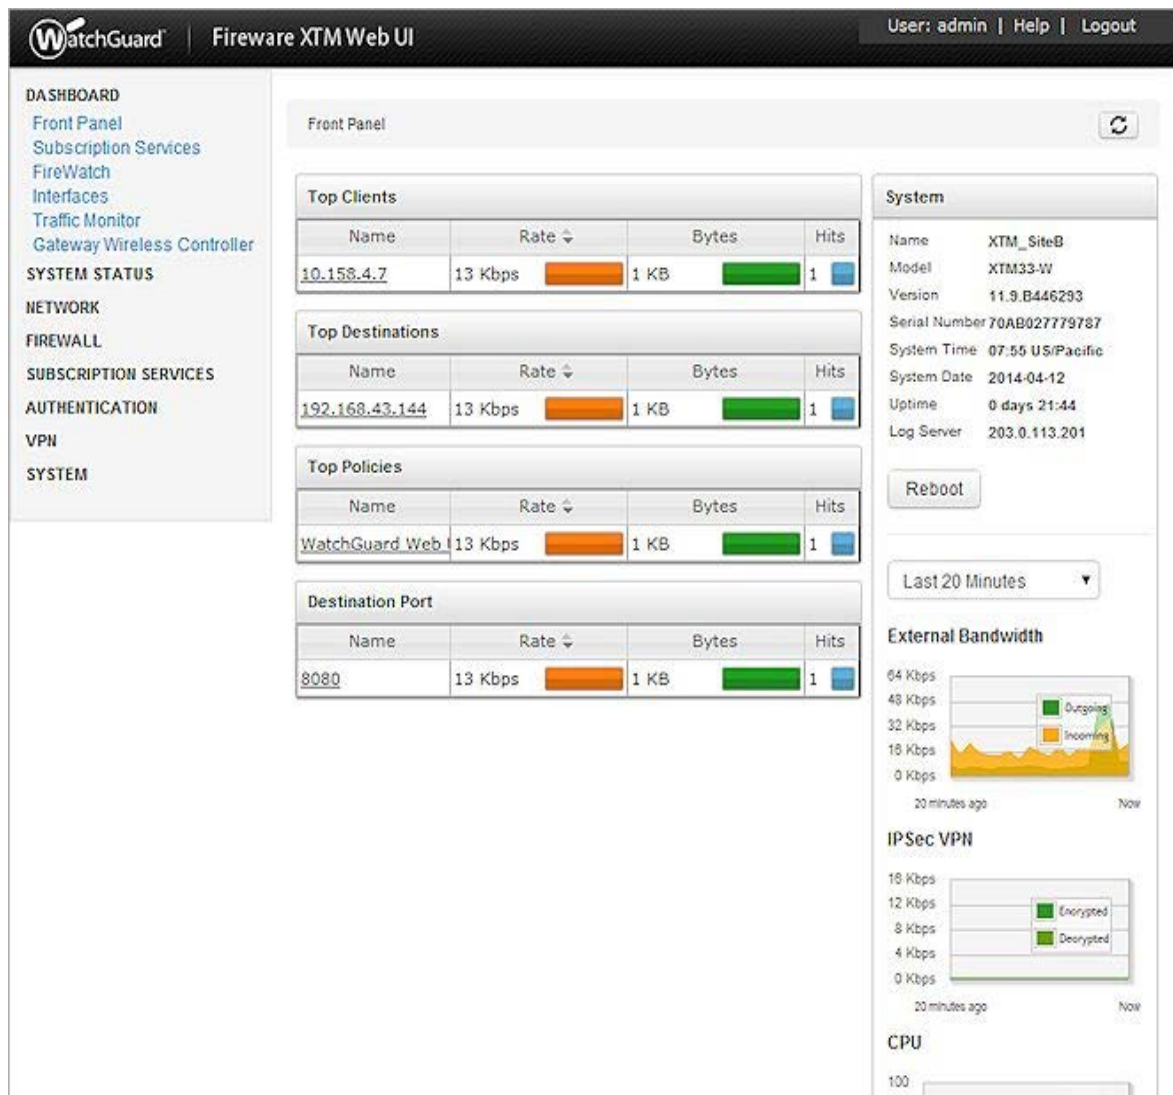 WatchGuard | Fireware XTM Web UI
User: admin | Help | Logout
DASHBOARD
Front Panel
Subscription Services
FireWatch
Interfaces
Traffic Monitor
Gateway Wireless Controller
SYSTEM STATUS
NETWORK
FIREWALL
SUBSCRIPTION SERVICES
AUTHENTICATION
VPN
SYSTEM
Front Panel
Top Clients
Name Rate Bytes Hits
10.158.4.7 13 Kbps 1 KB 1
Top Destinations
Name Rate Bytes Hits
192.168.43.144 13 Kbps 1 KB 1
Top Policies
Name Rate Bytes Hits
WatchGuard Web 13 Kbps 1 KB 1
Destination Port
Name Rate Bytes Hits
8080 13 Kbps 1 KB 1
System
Name XTM_SiteB
Model XTM33-W
Version 11.9.B446293
Serial Number 70AB027779787
System Time 07:55 US/Pacific
System Date 2014-04-12
Uptime 0 days 21:44
Log Server 203.0.113.201
Reboot
Last 20 Minutes
External Bandwidth
64 Kbps
48 Kbps
32 Kbps
16 Kbps
0 Kbps
Outgoing
Incoming
20 minutes ago Now
IPSec VPN
16 Kbps
12 Kbps
8 Kbps
4 Kbps
0 Kbps
Encrypted
Decrypted
20 minutes ago Now
CPU
100